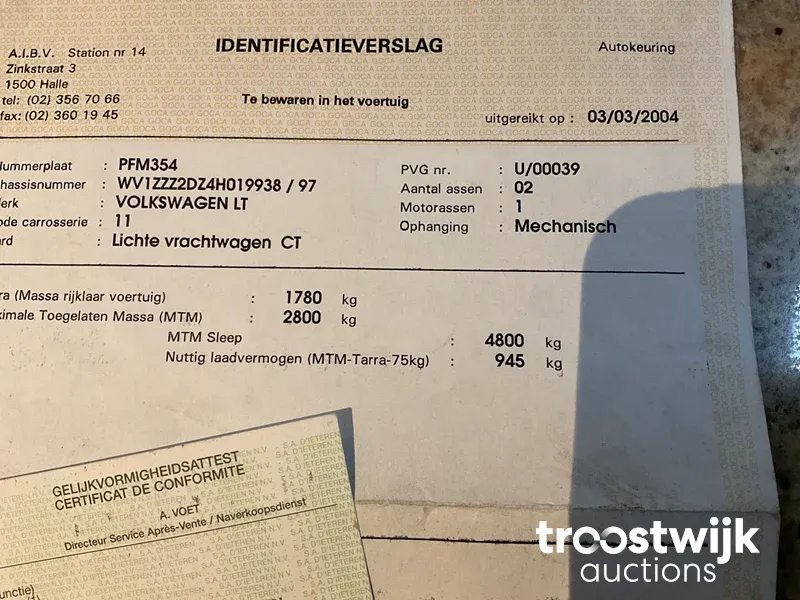 IDENTIFICATIEVERSLAG
Autokeuring
A.I.B.V. Station nr 14
Zinkstraat 3
1500 Halle
tel: (02) 356 70 66
fax: (02) 360 19 45
Te bewaren in het voertuig
uitgereikt op : 03/03/2004
ummerplaat : PFM354
hassisnummer : WV1ZZZ2DZ4H019938 / 97
erk : VOLKSWAGEN LT
ode carrosserie : 11
ard : Lichte vrachtwagen CT
PVG nr. : U/00039
Aantal assen : 02
Motorassen : 1
Ophanging : Mechanisch
ra (Massa rijklaar voertuig) : 1780 kg
ximale Toegelaten Massa (MTM) : 2800 kg
MTM Sleep : 4800 kg
Nuttig laadvermogen (MTM-Tarra-75kg) : 945 kg
GELIJKVORMIGHEIDSATTEST
CERTIFICAT DE CONFORMITE
A. VOET
Directeur Service Après-Vente / Naverkoopsdienst
unctie)
troostwijk
auctions